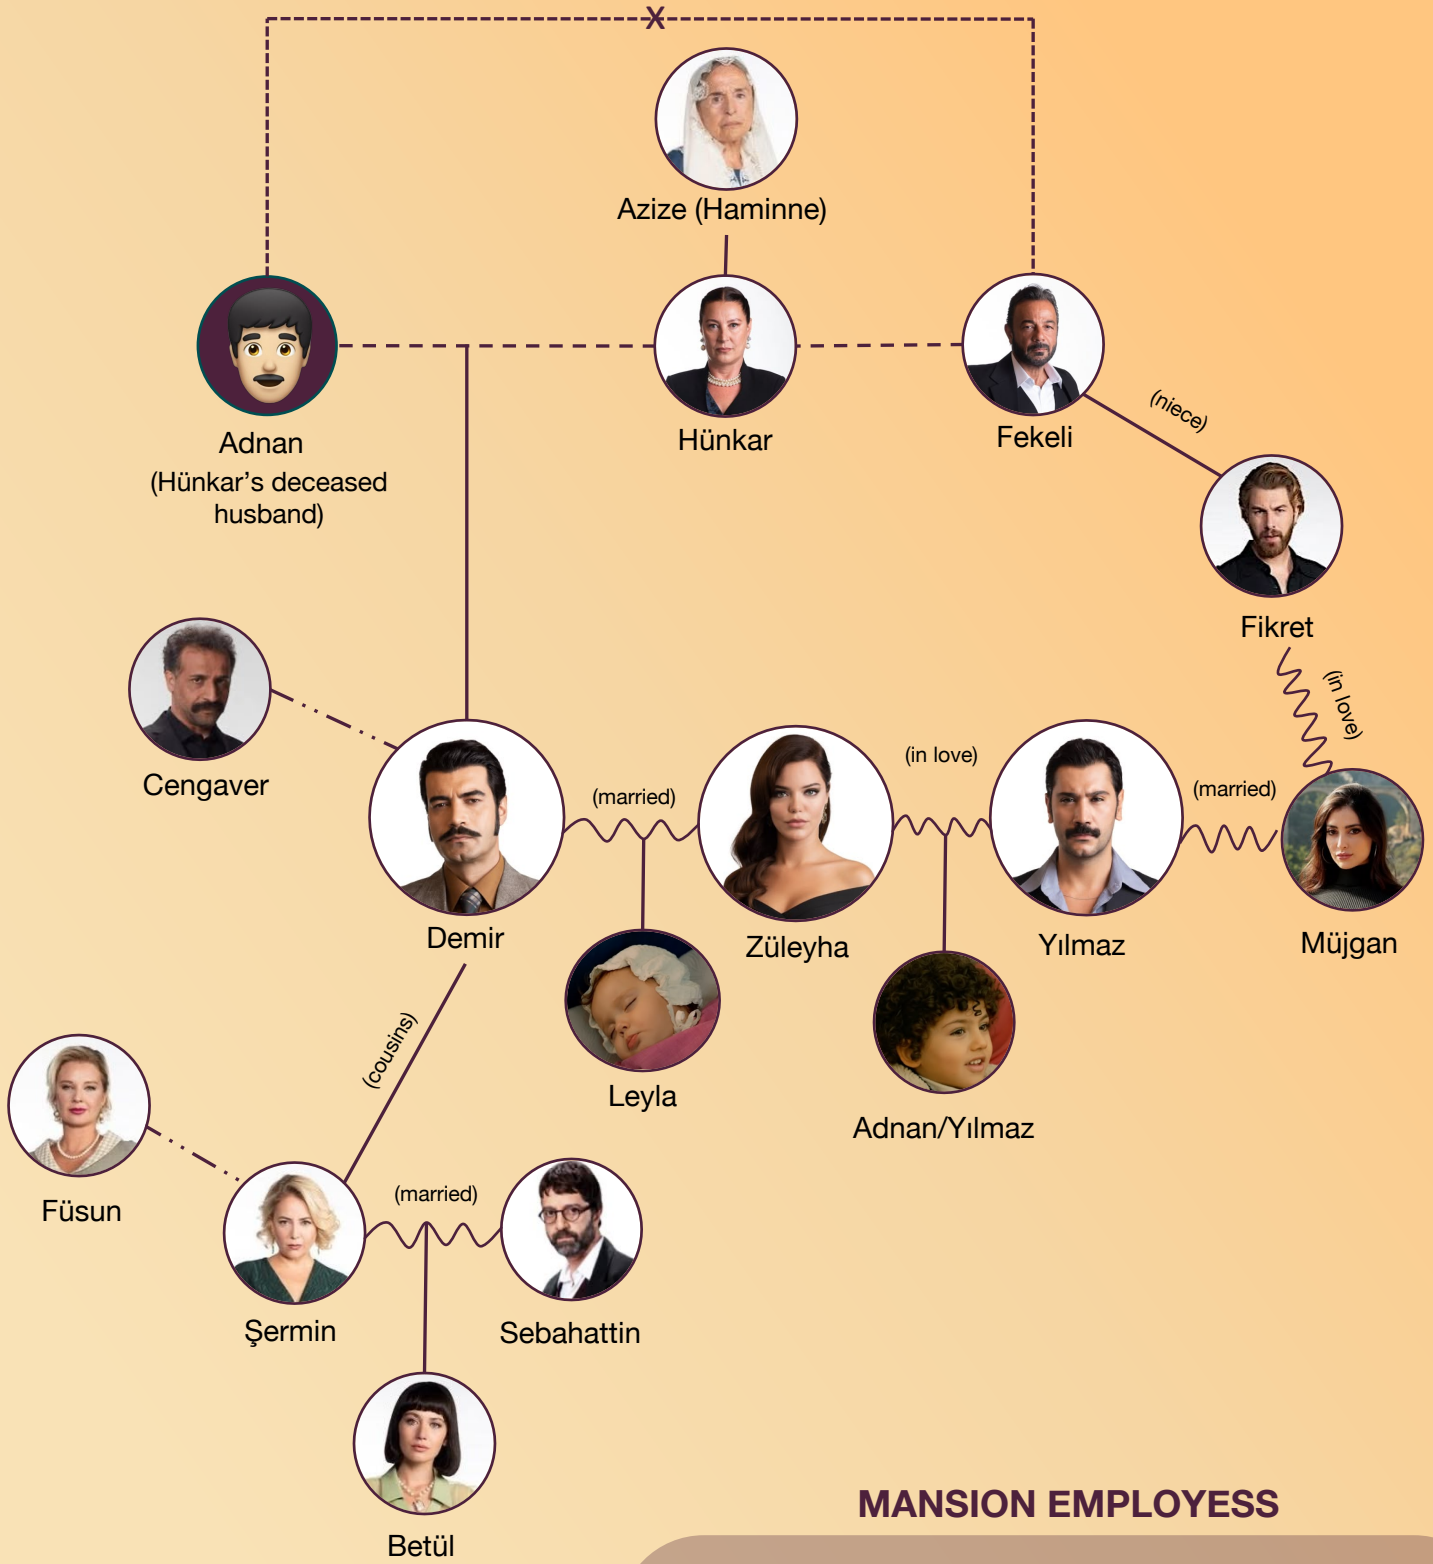 X
Azize (Haminne)
Adnan
(Hünkar's deceased
husband)
Hünkar
Fekeli
(niece)
Fikret
(in love)
Cengaver
(married)
(in love)
(married)
Demir
Züleyha
Yılmaz
Müjgan
(cousins)
Leyla
Adnan/Yılmaz
Füsun
(married)
Şermin
Sebahattin
Betül
MANSION EMPLOYESS